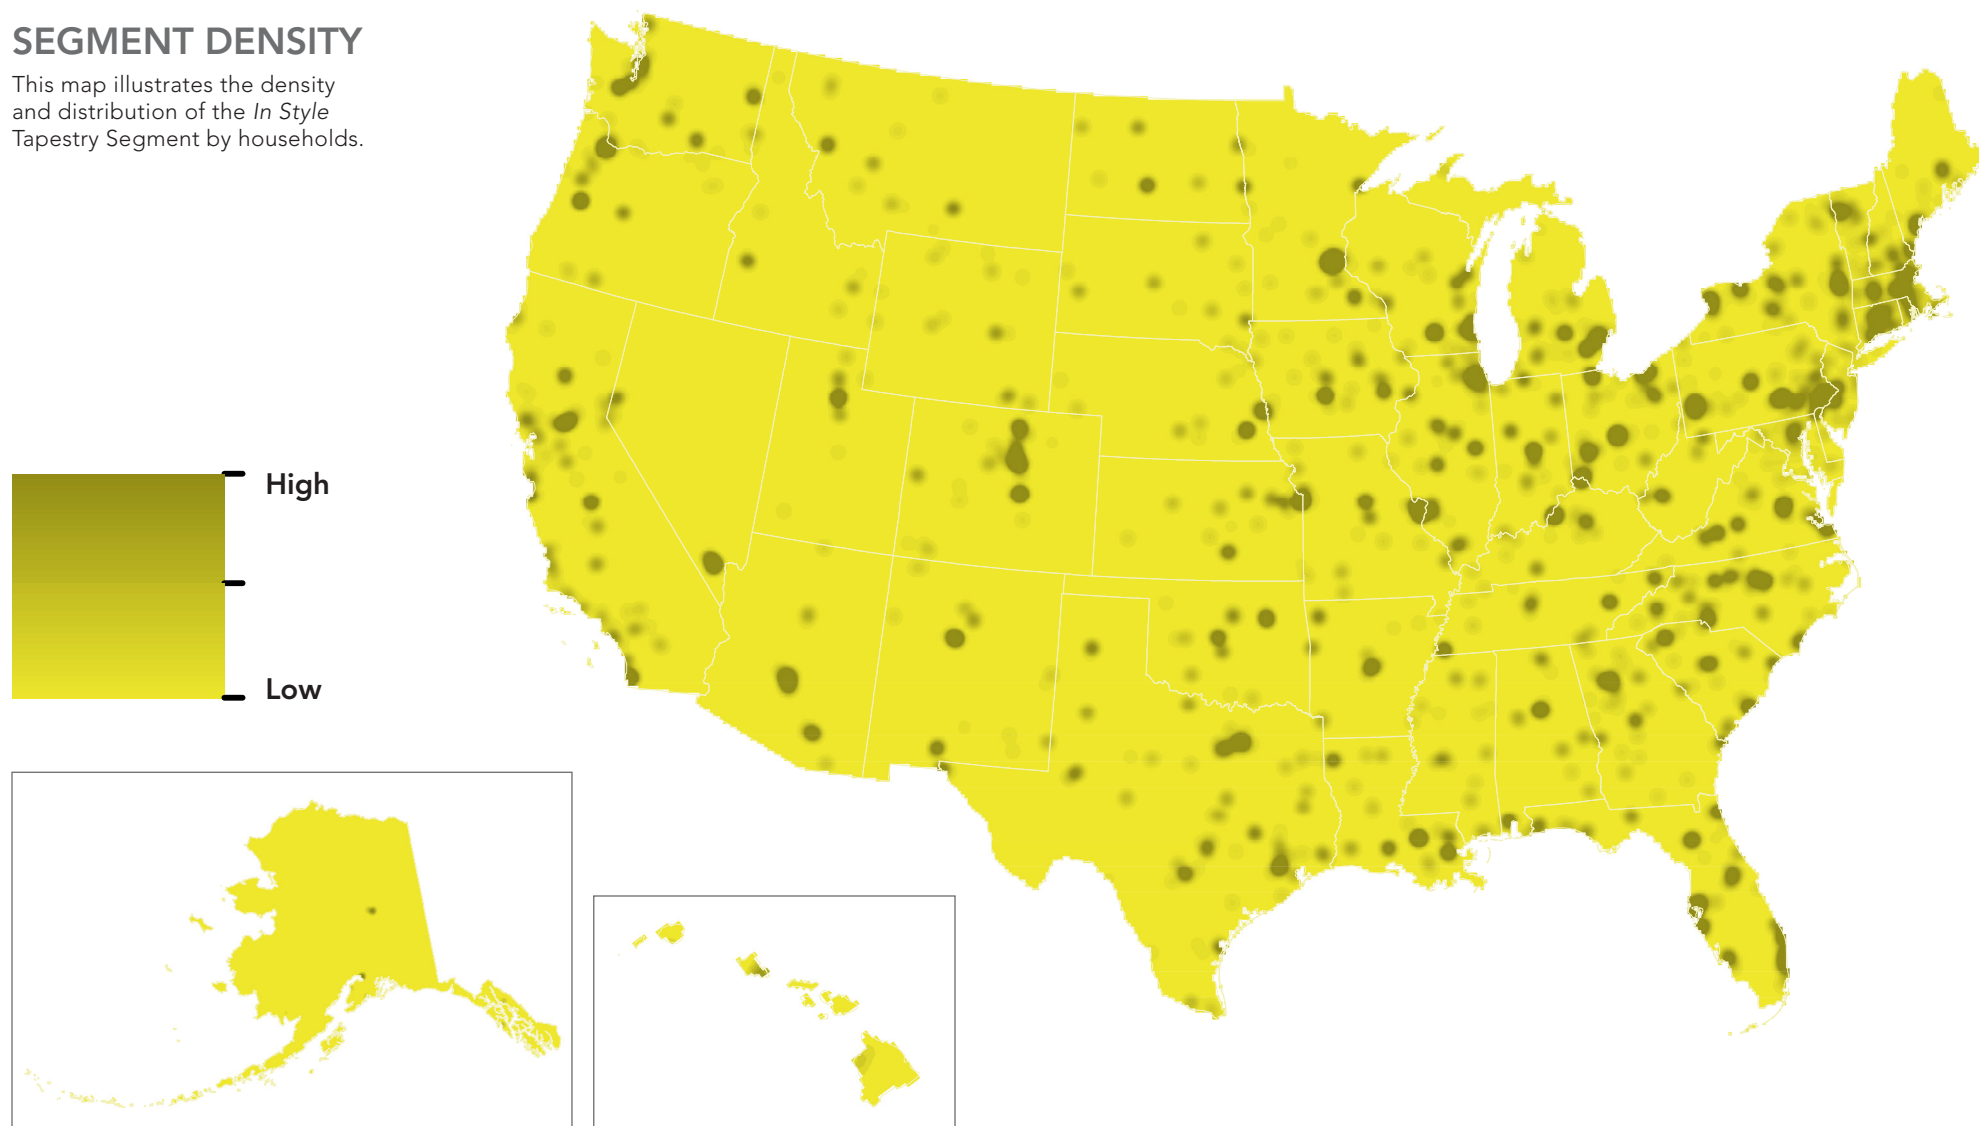 SEGMENT DENSITY
This map illustrates the density
and distribution of the In Style
Tapestry Segment by households.
High
Low